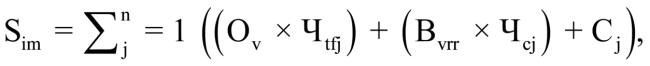 S_im = ∑_j^n = 1 ((O_v × Ч_tfj) + (B_vrr × Ч_cj) + C_j),